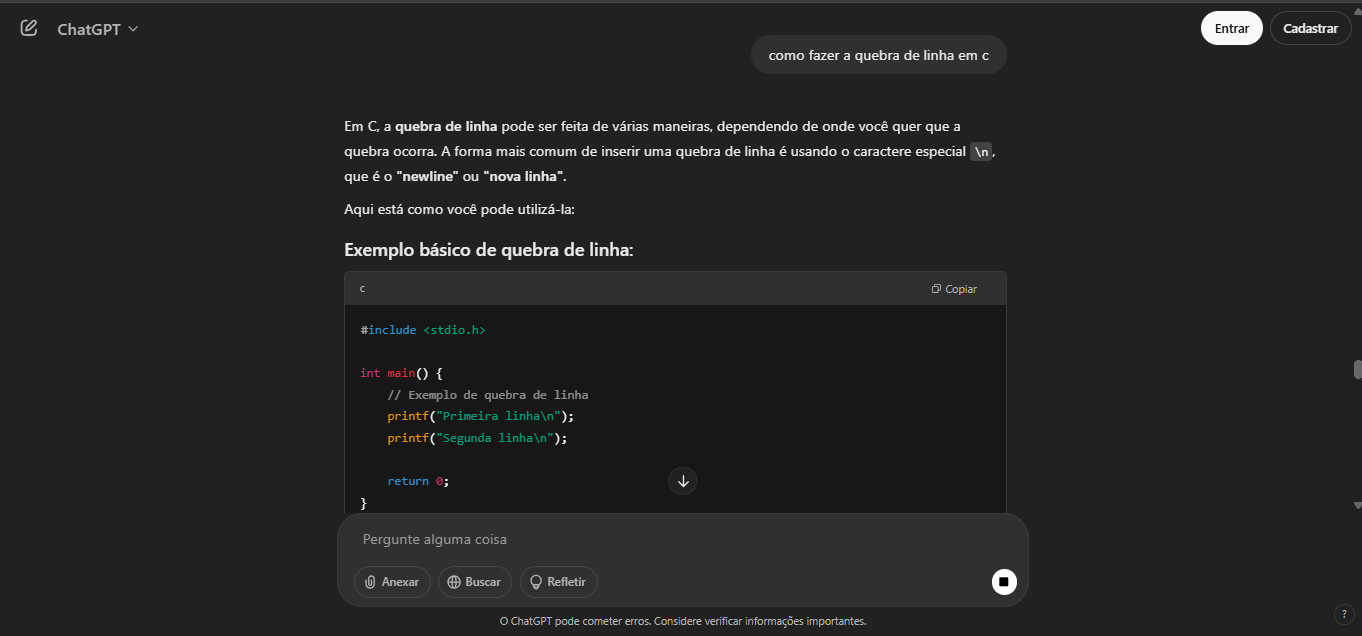 ChatGPT
Entrar
Cadastrar
como fazer a quebra de linha em c
Em C, a quebra de linha pode ser feita de várias maneiras, dependendo de onde você quer que a
quebra ocorra. A forma mais comum de inserir uma quebra de linha é usando o caractere especial \n,
que é o "newline" ou "nova linha".
Aqui está como você pode utilizá-la:
Exemplo básico de quebra de linha:
c
Copiar
#include <stdio.h>
int main() {
    // Exemplo de quebra de linha
    printf("Primeira linha\n");
    printf("Segunda linha\n");
    return 0;
}
Pergunte alguma coisa
Anexar
Buscar
Refletir
O ChatGPT pode cometer erros. Considere verificar informações importantes.
?